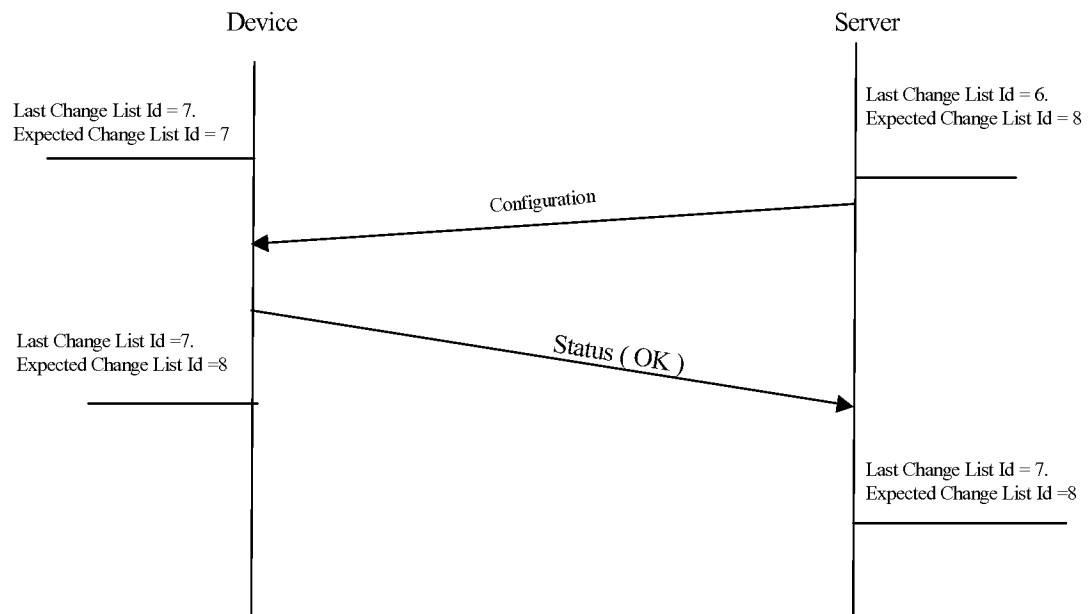 Device
Server
Last Change List Id = 7.
Expected Change List Id = 7
Last Change List Id = 6.
Expected Change List Id = 8
Configuration
Last Change List Id =7.
Expected Change List Id =8
Status ( OK )
Last Change List Id = 7.
Expected Change List Id =8